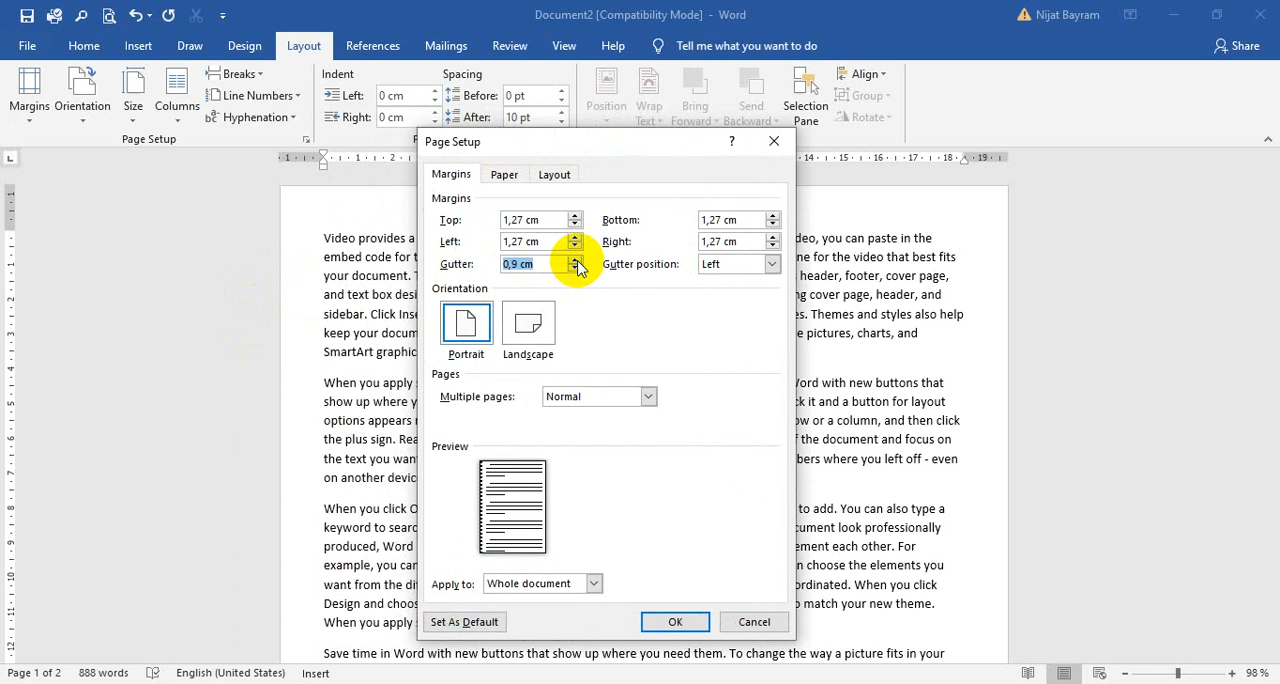 Document2 [Compatibility Mode] - Word
Nijat Bayram
File Home Insert Draw Design Layout References Mailings Review View Help Tell me what you want to do Share
Margins Orientation Size Columns
Breaks
Line Numbers
Hyphenation
Page Setup
Indent
Left: 0 cm
Right: 0 cm
Spacing
Before: 0 pt
After: 10 pt
Position Wrap Text Bring Forward Send Backward Selection Pane
Align
Group
Rotate
Page Setup ?
Margins Paper Layout
Margins
Top: 1,27 cm Bottom: 1,27 cm
Left: 1,27 cm Right: 1,27 cm
Gutter: 0,9 cm Gutter position: Left
Orientation
Portrait Landscape
Pages
Multiple pages: Normal
Preview
Apply to: Whole document
Set As Default OK Cancel
Video provides a deo, you can paste in the
embed code for t ne for the video that best fits
your document. T header, footer, cover page,
and text box desi ng cover page, header, and
sidebar. Click Inse s. Themes and styles also help
keep your docum e pictures, charts, and
SmartArt graphic
When you apply Word with new buttons that
show up where y ck it and a button for layout
options appears ow or a column, and then click
the plus sign. Rea f the document and focus on
the text you want mbers where you left off - even
on another devic
When you click O to add. You can also type a
keyword to searc cument look professionally
produced, Word ement each other. For
example, you can n choose the elements you
want from the dif ordinated. When you click
Design and choos o match your new theme.
When you apply s
Save time in Word with new buttons that show up where you need them. To change the way a picture fits in your
Page 1 of 2 888 words English (United States) Insert 98 %